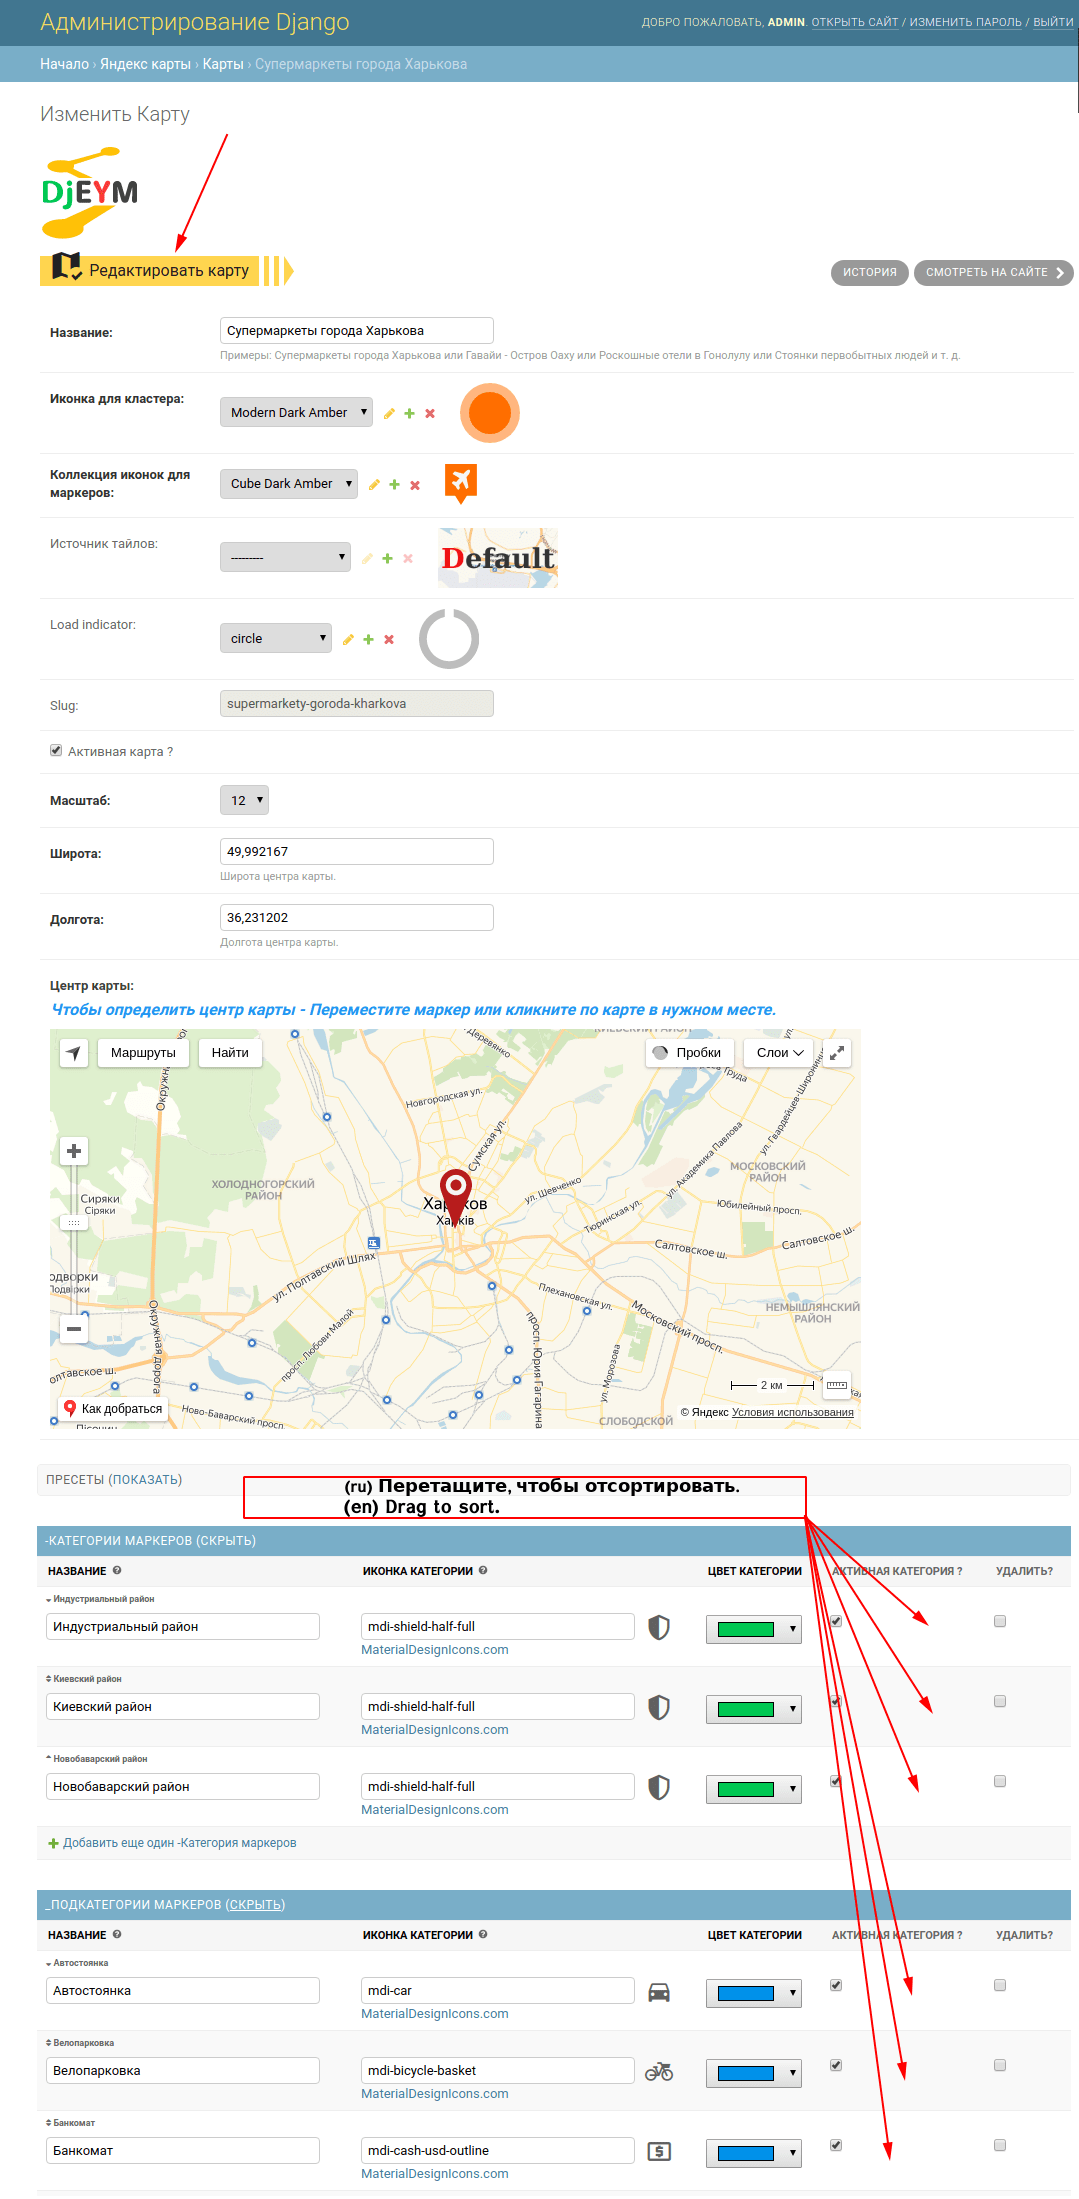 Администрирование Django
ДОБРО ПОЖАЛОВАТЬ, ADMIN. ОТКРЫТЬ САЙТ / ИЗМЕНИТЬ ПАРОЛЬ / ВЫЙТИ
Начало › Яндекс карты › Карты › Супермаркеты города Харькова
Изменить Карту
DjEYM
Редактировать карту
ИСТОРИЯ
СМОТРЕТЬ НА САЙТЕ
Название:
Супермаркеты города Харькова
Примеры: Супермаркеты города Харькова или Гавайи - Остров Оаху или Роскошные отели в Гонолулу или Стоянки первобытных людей и т. д.
Иконка для кластера:
Modern Dark Amber
Коллекция иконок для
маркеров:
Cube Dark Amber
Источник тайлов:
---------
Default
Load indicator:
circle
Slug:
supermarkety-goroda-kharkova
Активная карта ?
Масштаб:
12
Широта:
49,992167
Широта центра карты.
Долгота:
36,231202
Долгота центра карты.
Центр карты:
Чтобы определить центр карты - Переместите маркер или кликните по карте в нужном месте.
Маршруты
Найти
Пробки
Слои
Новгородская ул.
Сумская ул.
ул. Академика Павлова
ул. Гвардейцев-Широнинцев
МОСКОВСКИЙ
РАЙОН
ХОЛОДНОГОРСКИЙ
РАЙОН
ул. Шевченко
Сиряки
Сіряки
Юбилейный просп.
Тюринская ул.
Салтовское ш.
Салтовское ш.
ул. Полтавский Шлях
Плехановская ул.
Московский просп.
НЕМЫШЛЯНСКИЙ
РАЙОН
Окружная дорога
просп. Любови Малой
просп. Юрия Гагарина
ул. Морозова
2 км
Как добраться
Ново-Баварский просп.
СЛОБОДСКОЙ
© Яндекс Условия использования
ПРЕСЕТЫ (ПОКАЗАТЬ)
(ru) Перетащите, чтобы отсортировать.
(en) Drag to sort.
-КАТЕГОРИИ МАРКЕРОВ (СКРЫТЬ)
НАЗВАНИЕ ИКОНКА КАТЕГОРИИ ЦВЕТ КАТЕГОРИИ АКТИВНАЯ КАТЕГОРИЯ ? УДАЛИТЬ?
Индустриальный район
Индустриальный район mdi-shield-half-full
MaterialDesignIcons.com
Киевский район
Киевский район mdi-shield-half-full
MaterialDesignIcons.com
Новобаварский район
Новобаварский район mdi-shield-half-full
MaterialDesignIcons.com
Добавить еще один -Категория маркеров
_ПОДКАТЕГОРИИ МАРКЕРОВ (СКРЫТЬ)
НАЗВАНИЕ ИКОНКА КАТЕГОРИИ ЦВЕТ КАТЕГОРИИ АКТИВНАЯ КАТЕГОРИЯ ? УДАЛИТЬ?
Автостоянка
Автостоянка mdi-car
MaterialDesignIcons.com
Велопарковка
Велопарковка mdi-bicycle-basket
MaterialDesignIcons.com
Банкомат
Банкомат mdi-cash-usd-outline
MaterialDesignIcons.com